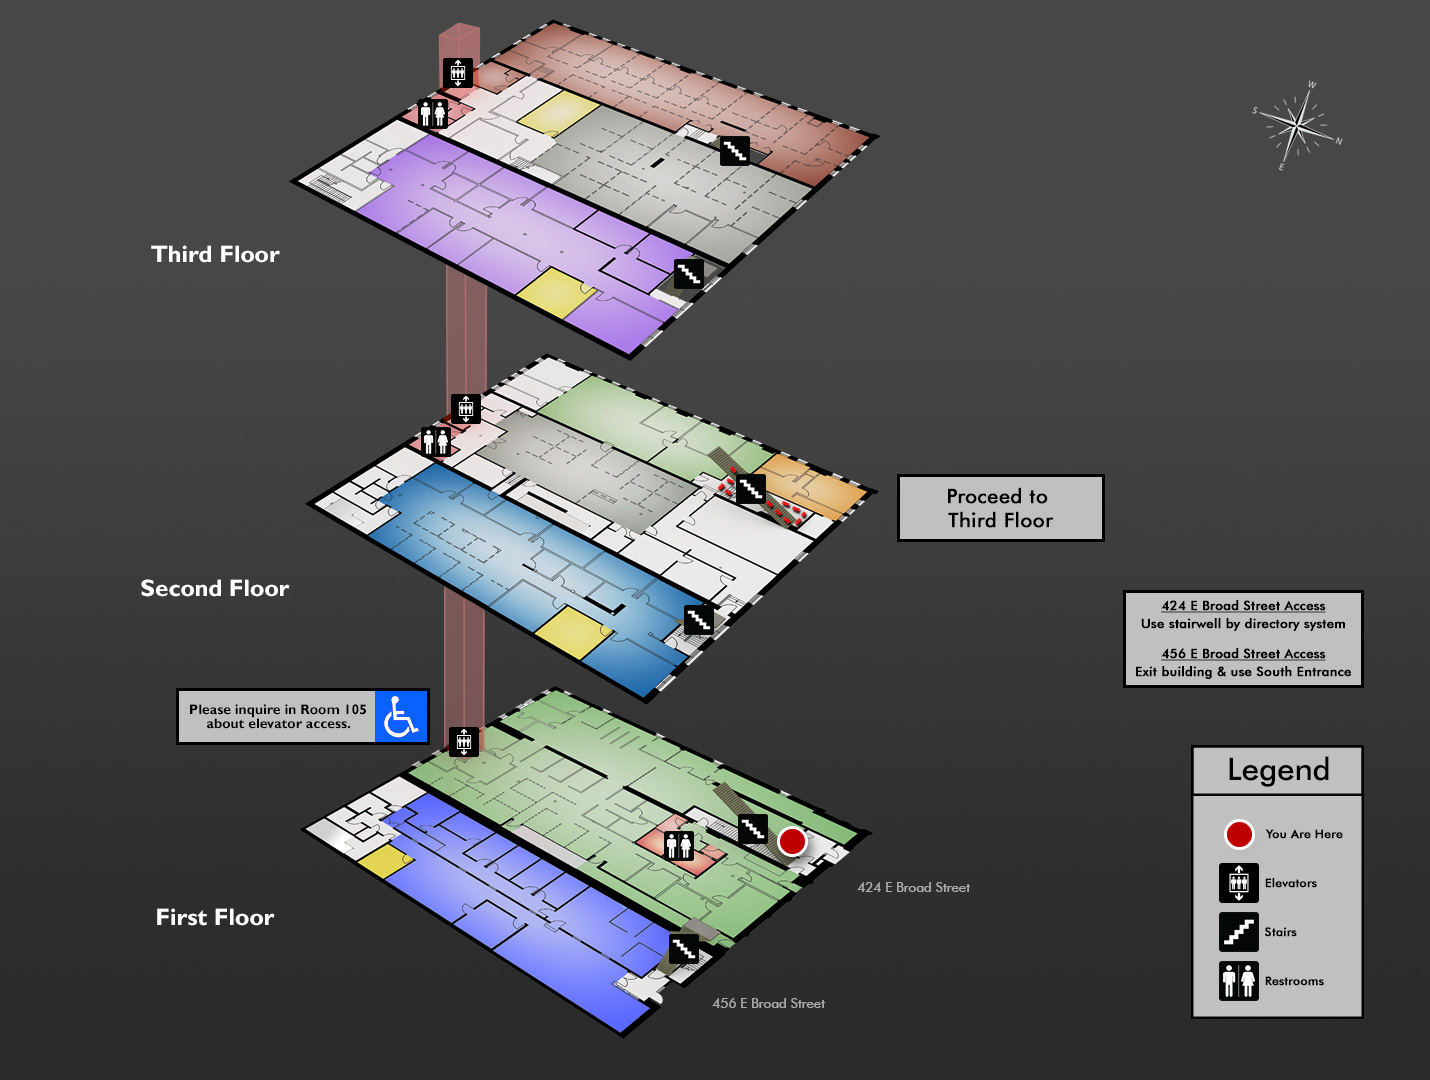 W
S
N
E
Third Floor
Proceed to
Third Floor
Second Floor
424 E Broad Street Access
Use stairwell by directory system
456 E Broad Street Access
Exit building & use South Entrance
Please inquire in Room 105
about elevator access.
Legend
You Are Here
Elevators
Stairs
Restrooms
424 E Broad Street
First Floor
456 E Broad Street